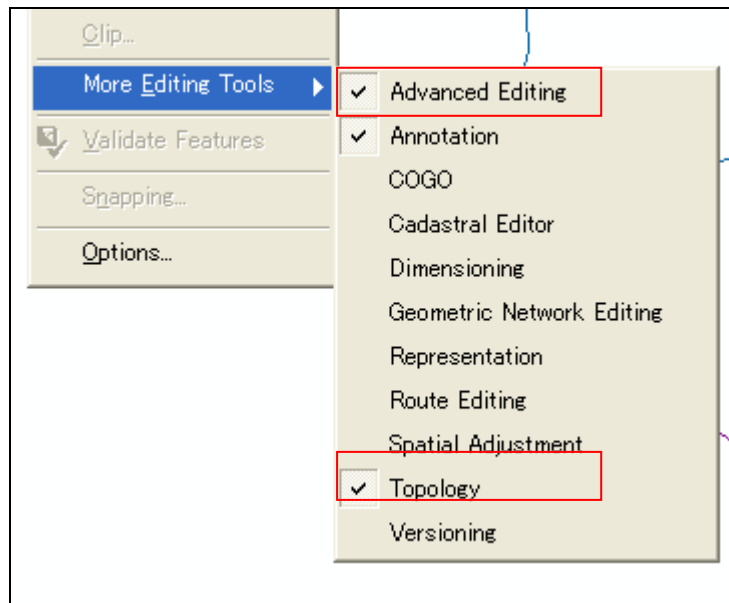 Clip...
More Editing Tools
Validate Features
Snapping...
Options...
Advanced Editing
Annotation
COGO
Cadastral Editor
Dimensioning
Geometric Network Editing
Representation
Route Editing
Spatial Adjustment
Topology
Versioning